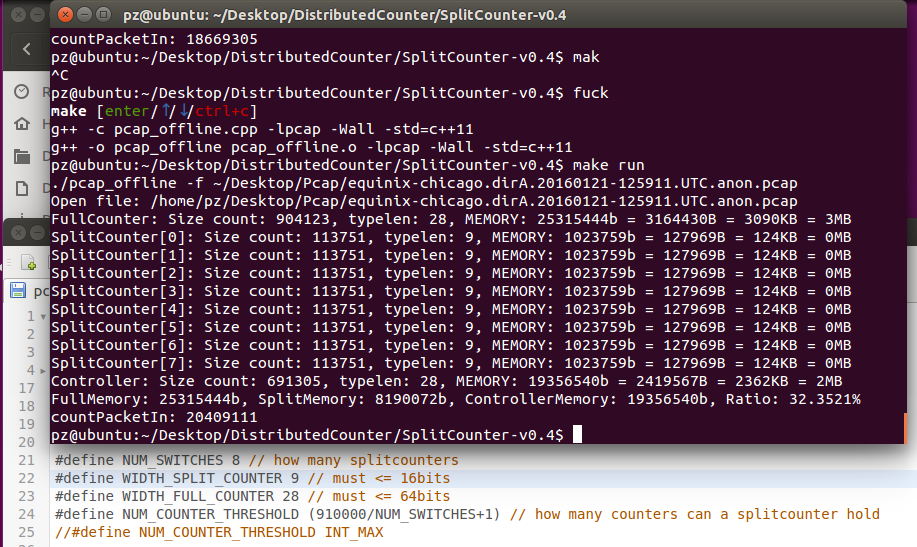 pz@ubuntu: ~/Desktop/DistributedCounter/SplitCounter-v0.4
countPacketIn: 18669305
pz@ubuntu:~/Desktop/DistributedCounter/SplitCounter-v0.4$ mak
^C
pz@ubuntu:~/Desktop/DistributedCounter/SplitCounter-v0.4$ fuck
make [enter/↑/↓/ctrl+c]
g++ -c pcap_offline.cpp -lpcap -Wall -std=c++11
g++ -o pcap_offline pcap_offline.o -lpcap -Wall -std=c++11
pz@ubuntu:~/Desktop/DistributedCounter/SplitCounter-v0.4$ make run
./pcap_offline -f ~/Desktop/Pcap/equinix-chicago.dirA.20160121-125911.UTC.anon.pcap
Open file: /home/pz/Desktop/Pcap/equinix-chicago.dirA.20160121-125911.UTC.anon.pcap
FullCounter: Size count: 904123, typelen: 28, MEMORY: 25315444b = 3164430B = 3090KB = 3MB
SplitCounter[0]: Size count: 113751, typelen: 9, MEMORY: 1023759b = 127969B = 124KB = 0MB
SplitCounter[1]: Size count: 113751, typelen: 9, MEMORY: 1023759b = 127969B = 124KB = 0MB
SplitCounter[2]: Size count: 113751, typelen: 9, MEMORY: 1023759b = 127969B = 124KB = 0MB
SplitCounter[3]: Size count: 113751, typelen: 9, MEMORY: 1023759b = 127969B = 124KB = 0MB
SplitCounter[4]: Size count: 113751, typelen: 9, MEMORY: 1023759b = 127969B = 124KB = 0MB
SplitCounter[5]: Size count: 113751, typelen: 9, MEMORY: 1023759b = 127969B = 124KB = 0MB
SplitCounter[6]: Size count: 113751, typelen: 9, MEMORY: 1023759b = 127969B = 124KB = 0MB
SplitCounter[7]: Size count: 113751, typelen: 9, MEMORY: 1023759b = 127969B = 124KB = 0MB
Controller: Size count: 691305, typelen: 28, MEMORY: 19356540b = 2419567B = 2362KB = 2MB
FullMemory: 25315444b, SplitMemory: 8190072b, ControllerMemory: 19356540b, Ratio: 32.3521%
countPacketIn: 20409111
pz@ubuntu:~/Desktop/DistributedCounter/SplitCounter-v0.4$
pc
1
2
3
4
17
18
19
20
21 #define NUM_SWITCHES 8 // how many splitcounters
22 #define WIDTH_SPLIT_COUNTER 9 // must <= 16bits
23 #define WIDTH_FULL_COUNTER 28 // must <= 64bits
24 #define NUM_COUNTER_THRESHOLD (910000/NUM_SWITCHES+1) // how many counters can a splitcounter hold
25 //#define NUM_COUNTER_THRESHOLD INT_MAX